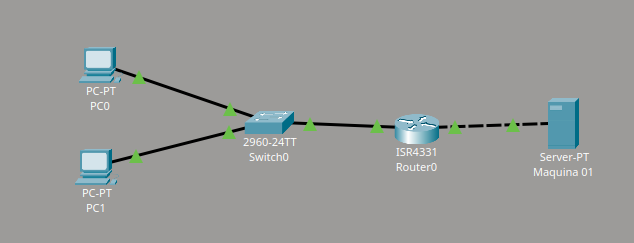 PC-PT
PC0
2960-24TT
Switch0
ISR4331
Router0
Server-PT
Maquina 01
PC-PT
PC1